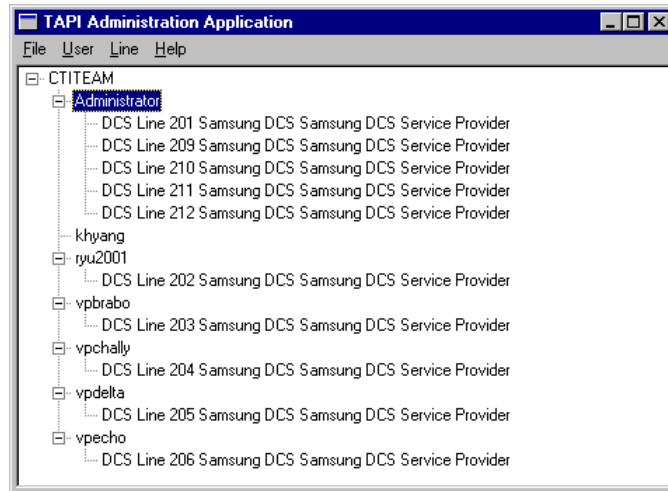 TAPI Administration Application
File User Line Help
CTITEAM
Administrator
DCS Line 201 Samsung DCS Samsung DCS Service Provider
DCS Line 209 Samsung DCS Samsung DCS Service Provider
DCS Line 210 Samsung DCS Samsung DCS Service Provider
DCS Line 211 Samsung DCS Samsung DCS Service Provider
DCS Line 212 Samsung DCS Samsung DCS Service Provider
khyang
ryu2001
DCS Line 202 Samsung DCS Samsung DCS Service Provider
vpbrabo
DCS Line 203 Samsung DCS Samsung DCS Service Provider
vpchally
DCS Line 204 Samsung DCS Samsung DCS Service Provider
vpdelta
DCS Line 205 Samsung DCS Samsung DCS Service Provider
vpecho
DCS Line 206 Samsung DCS Samsung DCS Service Provider